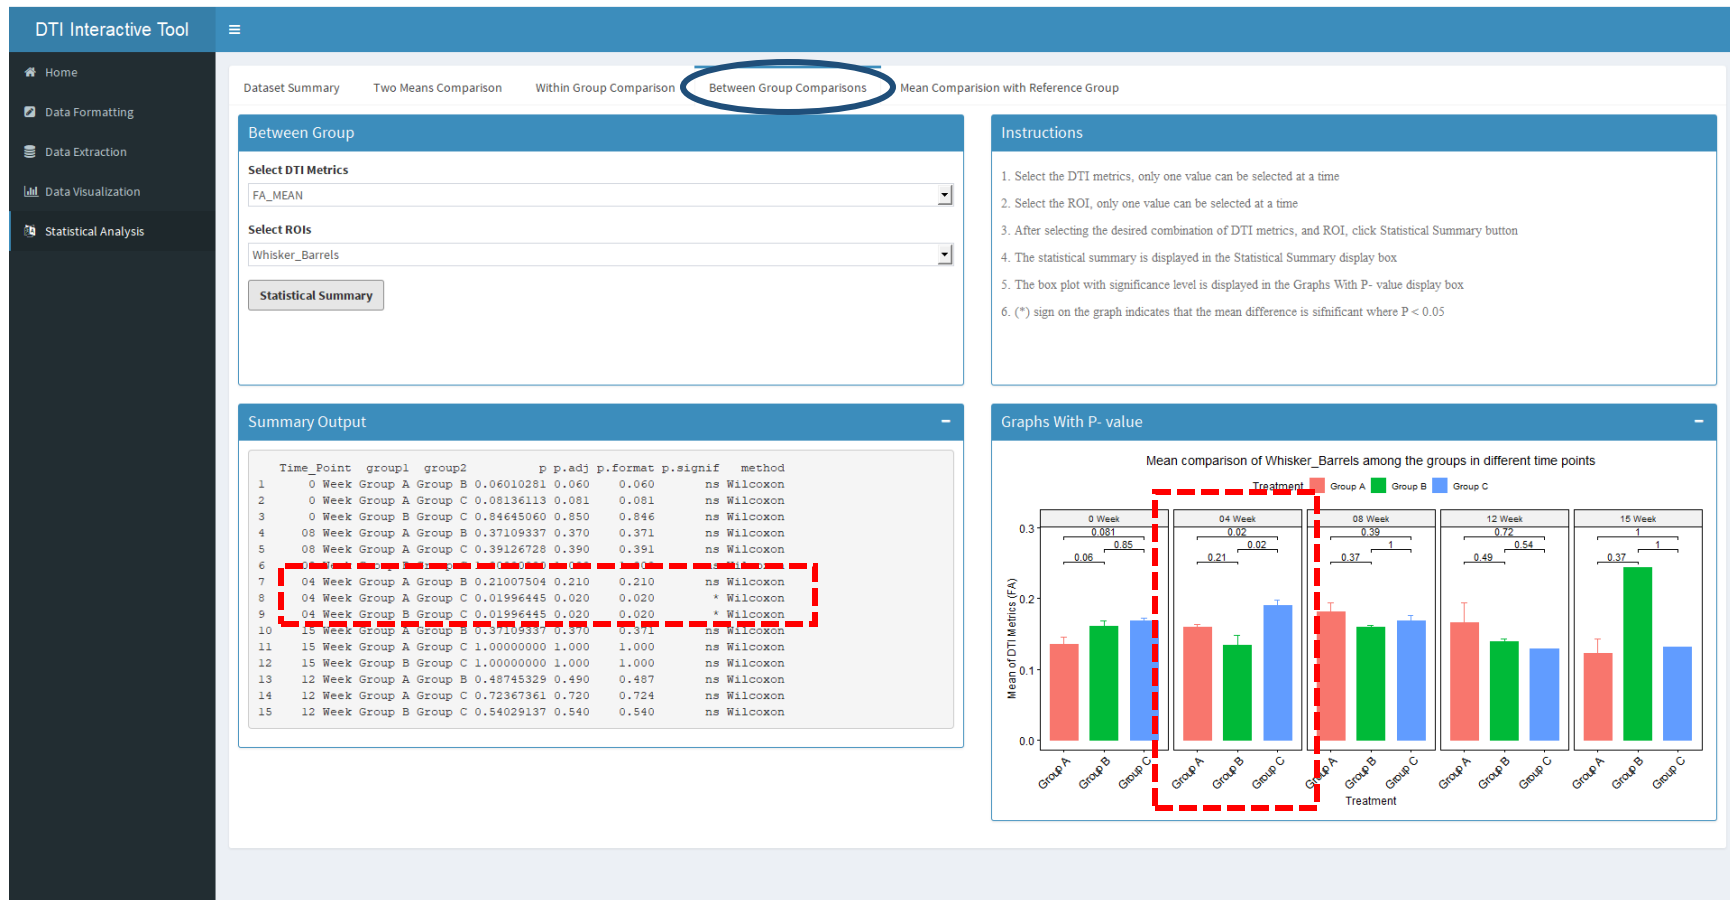 DTI Interactive Tool
Home
Data Formatting
Data Extraction
Data Visualization
Statistical Analysis
Dataset Summary Two Means Comparison Within Group Comparison Between Group Comparisons Mean Comparision with Reference Group
Between Group
Select DTI Metrics
FA_MEAN
Select ROIs
Whisker_Barrels
Statistical Summary
Instructions
1. Select the DTI metrics, only one value can be selected at a time
2. Select the ROI, only one value can be selected at a time
3. After selecting the desired combination of DTI metrics, and ROI, click Statistical Summary button
4. The statistical summary is displayed in the Statistical Summary display box
5. The box plot with significance level is displayed in the Graphs With P- value display box
6. (*) sign on the graph indicates that the mean difference is sifnificant where P < 0.05
Summary Output
Time_Point group1 group2 p p.adj p.format p.signif method
1 0 Week Group A Group B 0.06010281 0.060 0.060 ns Wilcoxon
2 0 Week Group A Group C 0.08136113 0.081 0.081 ns Wilcoxon
3 0 Week Group B Group C 0.84645060 0.850 0.846 ns Wilcoxon
4 08 Week Group A Group B 0.37109337 0.370 0.371 ns Wilcoxon
5 08 Week Group A Group C 0.39126728 0.390 0.391 ns Wilcoxon
6 Wilcoxon
7 04 Week Group A Group B 0.21007504 0.210 0.210 ns Wilcoxon
8 04 Week Group A Group C 0.01996445 0.020 0.020 * Wilcoxon
9 04 Week Group B Group C 0.01996445 0.020 0.020 * Wilcoxon
10 15 Week Group A Group B 0.37109337 0.370 0.371 ns Wilcoxon
11 15 Week Group A Group C 1.00000000 1.000 1.000 ns Wilcoxon
12 15 Week Group B Group C 1.00000000 1.000 1.000 ns Wilcoxon
13 12 Week Group A Group B 0.48745329 0.490 0.487 ns Wilcoxon
14 12 Week Group A Group C 0.72367361 0.720 0.724 ns Wilcoxon
15 12 Week Group B Group C 0.54029137 0.540 0.540 ns Wilcoxon
Graphs With P- value
Mean comparison of Whisker_Barrels among the groups in different time points
Treatment Group A Group B Group C
0 Week 04 Week 08 Week 12 Week 15 Week
0.081 0.02 0.39 0.72 1
0.85 0.02 1 0.54 1
0.06 0.21 0.37 0.49 0.37
0.3
0.2
0.1
0.0
Mean of DTI Metrics (FA)
Group A Group B Group C Group A Group B Group C Group A Group B Group C Group A Group B Group C Group A Group B Group C
Treatment